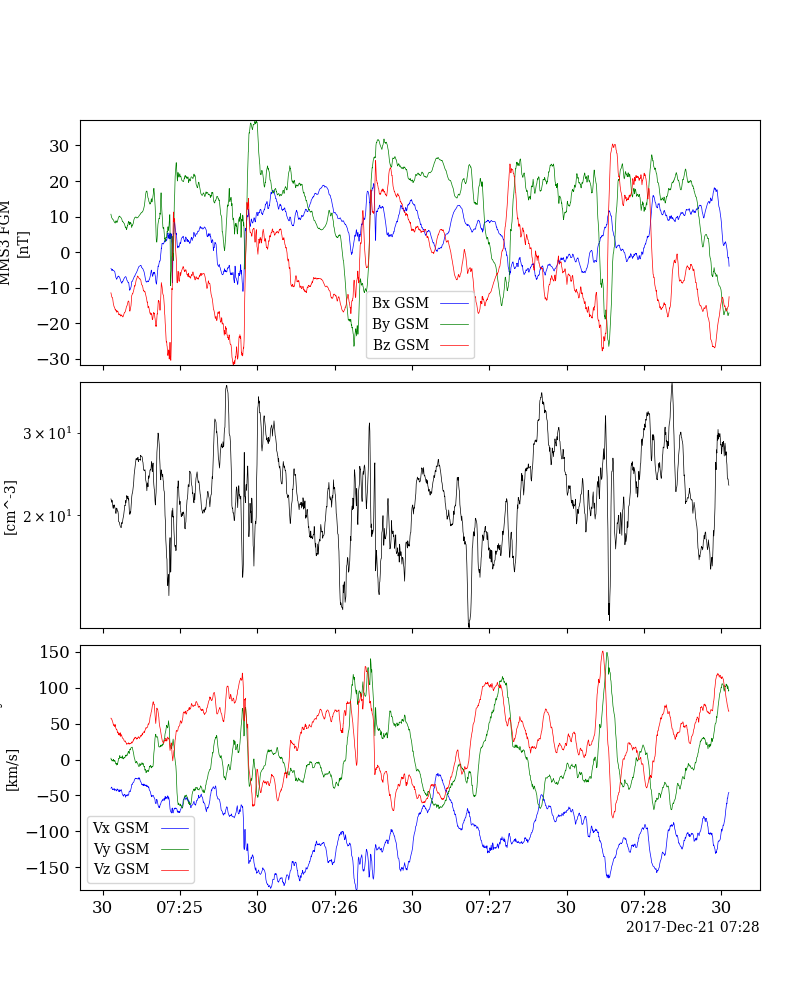 MMS3 FGM
[nT]
30
20
10
0
−10
−20
−30
Bx GSM
By GSM
Bz GSM
[cm^-3]
3 × 10¹
2 × 10¹
[km/s]
150
100
50
0
−50
−100
−150
Vx GSM
Vy GSM
Vz GSM
30 07:25 30 07:26 30 07:27 30 07:28 30
2017-Dec-21 07:28